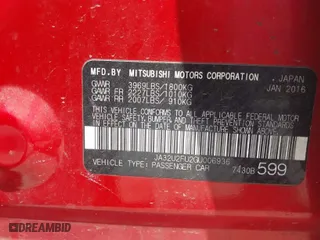 MFD.BY MITSUBISHI MOTORS CORPORATION , JAPAN
GVWR 3969LBS/1800KG JAN 2016
GAWR FR 2227LBS/1010KG
GAWR RR 2007LBS/ 910KG
THIS VEHICLE CONFORMS TO ALL APPLICABLE FEDERAL
MOTOR VEHICLE SAFETY, BUMPER, AND THEFT
PREVENTION STANDARDS IN EFFECT ON THE
DATE OF MANUFACTURE SHOWN ABOVE.
JA32U2FU2GU006936
VEHICLE TYPE: PASSENGER CAR 7430B 599